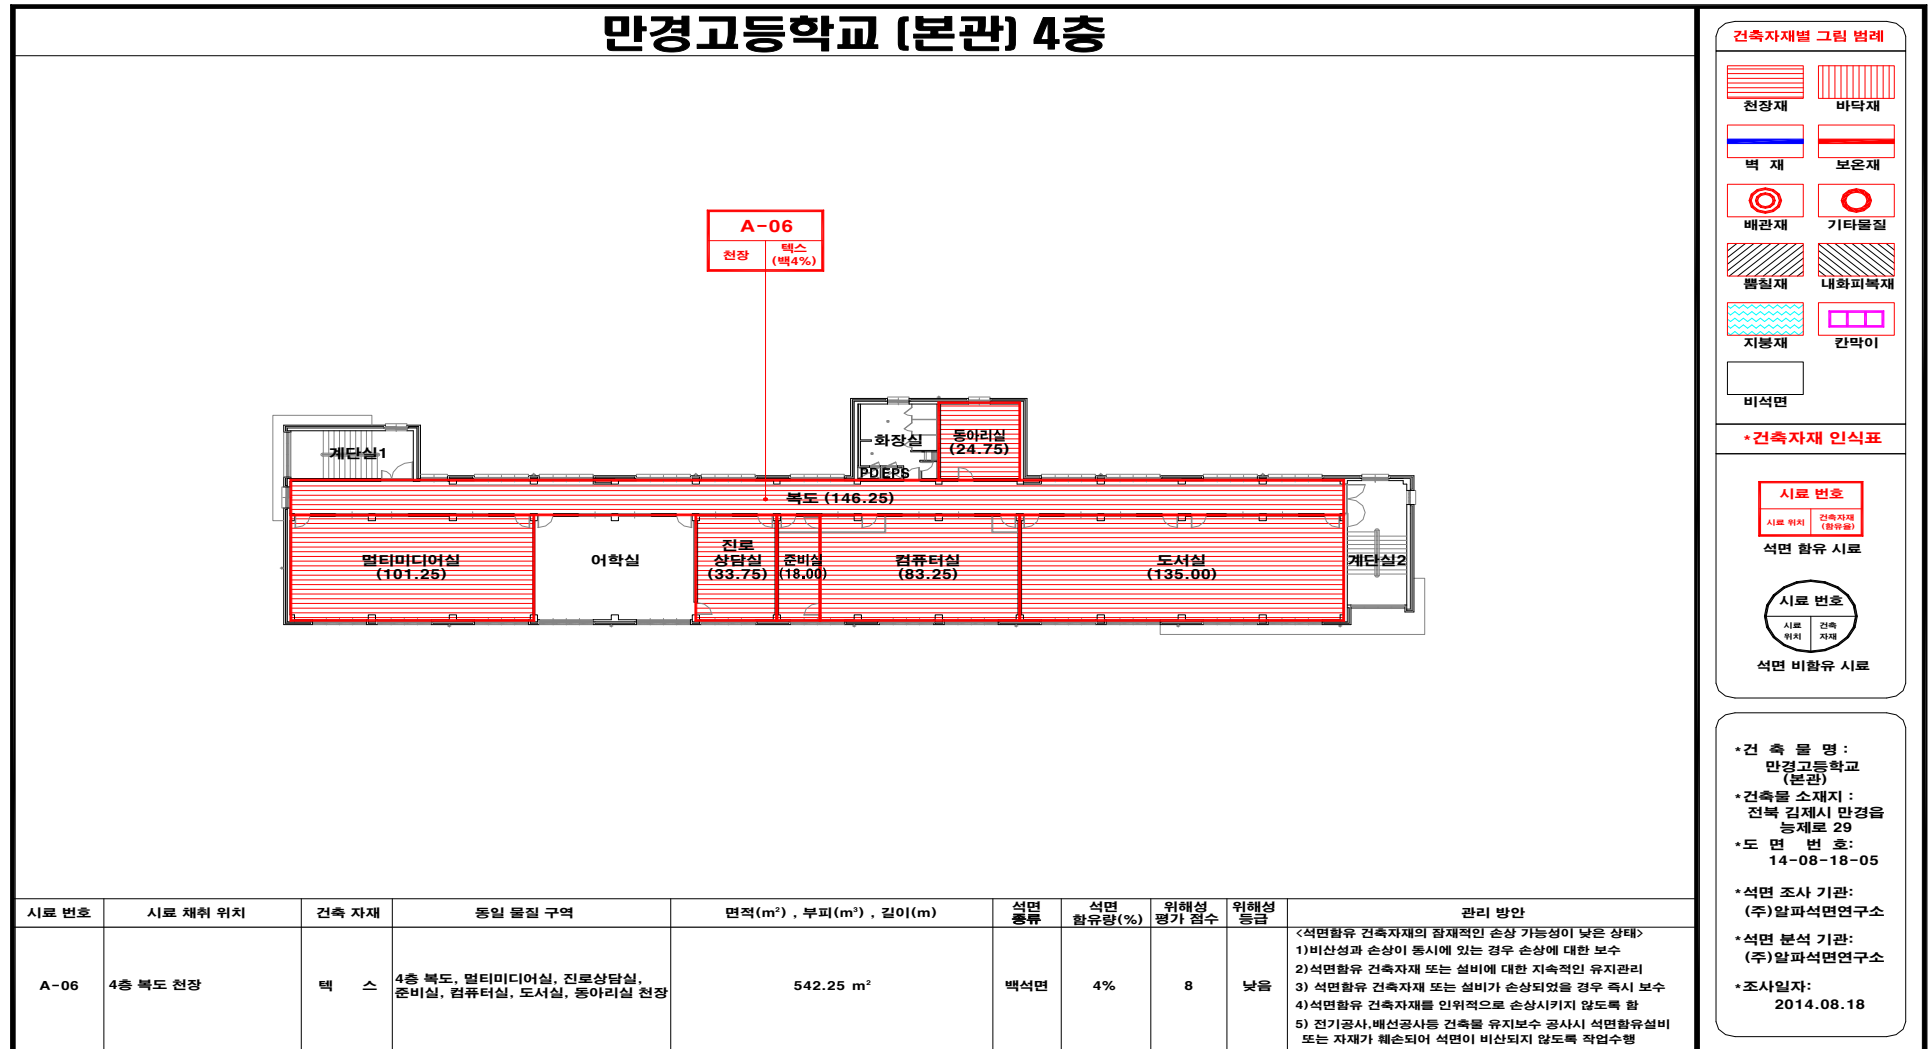 만경고등학교 (본관) 4층
A-06
천장
텍스
(백4%)
계단실1
화장실
PD EPS
동아리실
(24.75)
복도 (146.25)
멀티미디어실
(101.25)
어학실
진로
상담실
(33.75)
준비실
(18.00)
컴퓨터실
(83.25)
도서실
(135.00)
계단실2
건축자재별 그림 범례
천장재
바닥재
벽 재
보온재
배관재
기타물질
뿜칠재
내화피복재
지붕재
칸막이
비석면
*건축자재 인식표
시료 번호
시료 위치
건축자재
(함유율)
석면 함유 시료
시료 번호
시료
위치
건축
자재
석면 비함유 시료
*건 축 물 명 :
만경고등학교
(본관)
*건축물 소재지 :
전북 김제시 만경읍
능제로 29
*도 면 번 호:
14-08-18-05
*석면 조사 기관:
(주)알파석면연구소
*석면 분석 기관:
(주)알파석면연구소
*조사일자:
2014.08.18
시료 번호
시료 채취 위치
건축 자재
동일 물질 구역
면적(m²) , 부피(m³) , 길이(m)
석면
종류
석면
함유량(%)
위해성
평가 점수
위해성
등급
관리 방안
A-06
4층 복도 천장
텍 스
4층 복도, 멀티미디어실, 진로상담실,
준비실, 컴퓨터실, 도서실, 동아리실 천장
542.25 m²
백석면
4%
8
낮음
<석면함유 건축자재의 잠재적인 손상 가능성이 낮은 상태>
1)비산성과 손상이 동시에 있는 경우 손상에 대한 보수
2)석면함유 건축자재 또는 설비에 대한 지속적인 유지관리
3) 석면함유 건축자재 또는 설비가 손상되었을 경우 즉시 보수
4)석면함유 건축자재를 인위적으로 손상시키지 않도록 함
5) 전기공사,배선공사등 건축물 유지보수 공사시 석면함유설비
또는 자재가 훼손되어 석면이 비산되지 않도록 작업수행